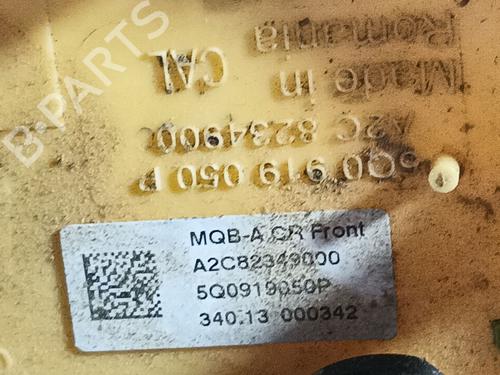 B-PARTS
Romania
Made in
CAL
A2C 82349000
5Q0 919 050 P
MQB-A CR Front
A2C82349000
5Q0919050P
340.13 000342